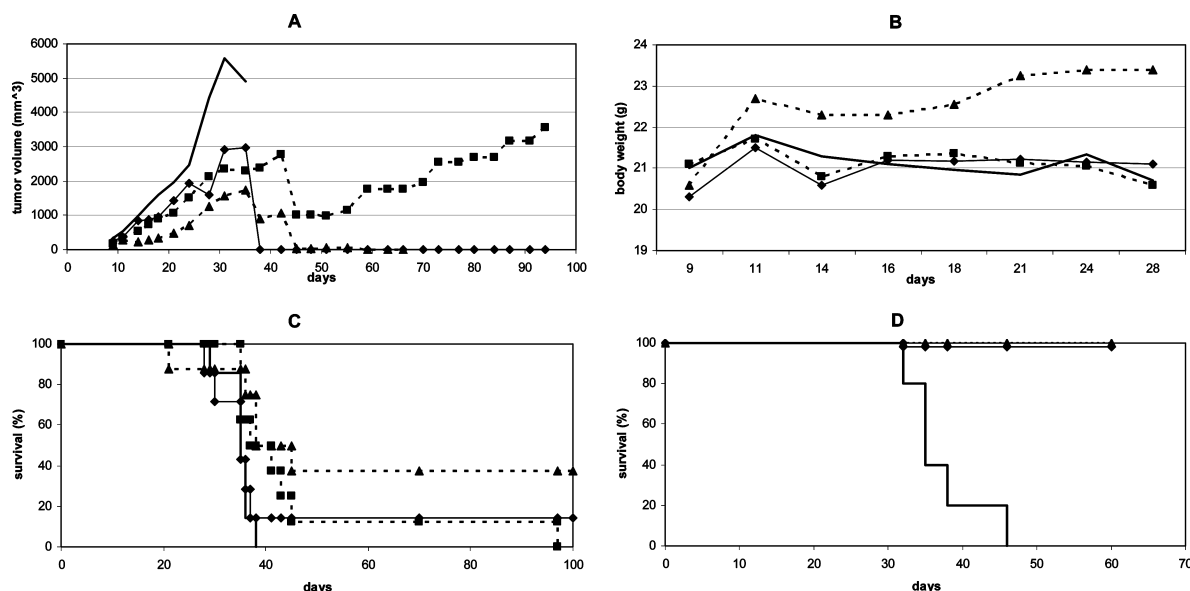 A
tumor volume (mm^3)
6000
5000
4000
3000
2000
1000
0
0 10 20 30 40 50 60 70 80 90 100
days
B
body weight (g)
24
23
22
21
20
19
9 11 14 16 18 21 24 28
days
C
survival (%)
100
80
60
40
20
0
0 20 40 60 80 100
days
D
survival (%)
100
80
60
40
20
0
0 10 20 30 40 50 60 70
days